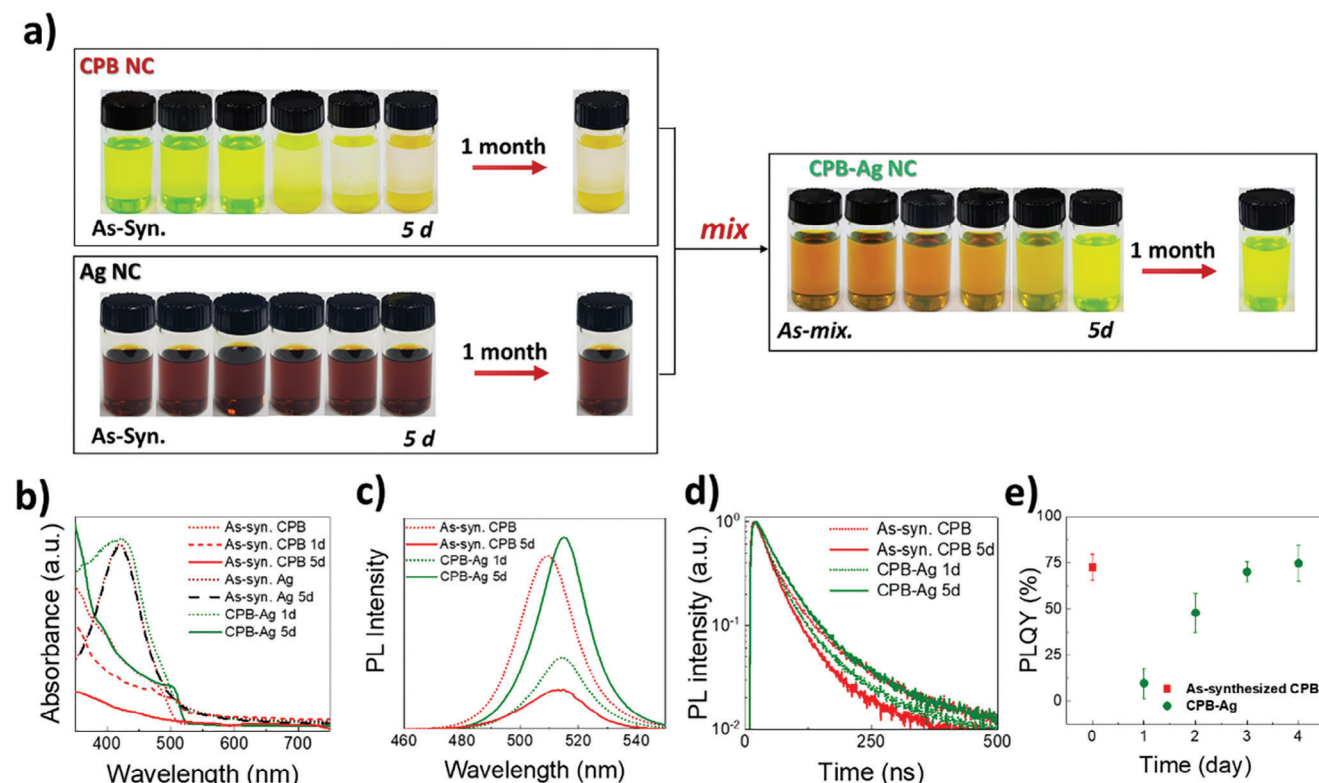 a)
CPB NC
1 month
As-Syn.
5 d
Ag NC
1 month
As-Syn.
5 d
mix
CPB-Ag NC
1 month
As-mix.
5d
b)
Absorbance (a.u.)
As-syn. CPB
As-syn. CPB 1d
As-syn. CPB 5d
As-syn. Ag
As-syn. Ag 5d
CPB-Ag 1d
CPB-Ag 5d
400 500 600 700
Wavelength (nm)
c)
PL Intensity
As-syn. CPB
As-syn. CPB 5d
CPB-Ag 1d
CPB-Ag 5d
460 480 500 520 540
Wavelength (nm)
d)
PL intensity (a.u.)
10⁰
10⁻¹
10⁻²
As-syn. CPB
As-syn. CPB 5d
CPB-Ag 1d
CPB-Ag 5d
0 250 500
Time (ns)
e)
PLQY (%)
100
75
50
25
0
As-synthesized CPB
CPB-Ag
0 1 2 3 4
Time (day)